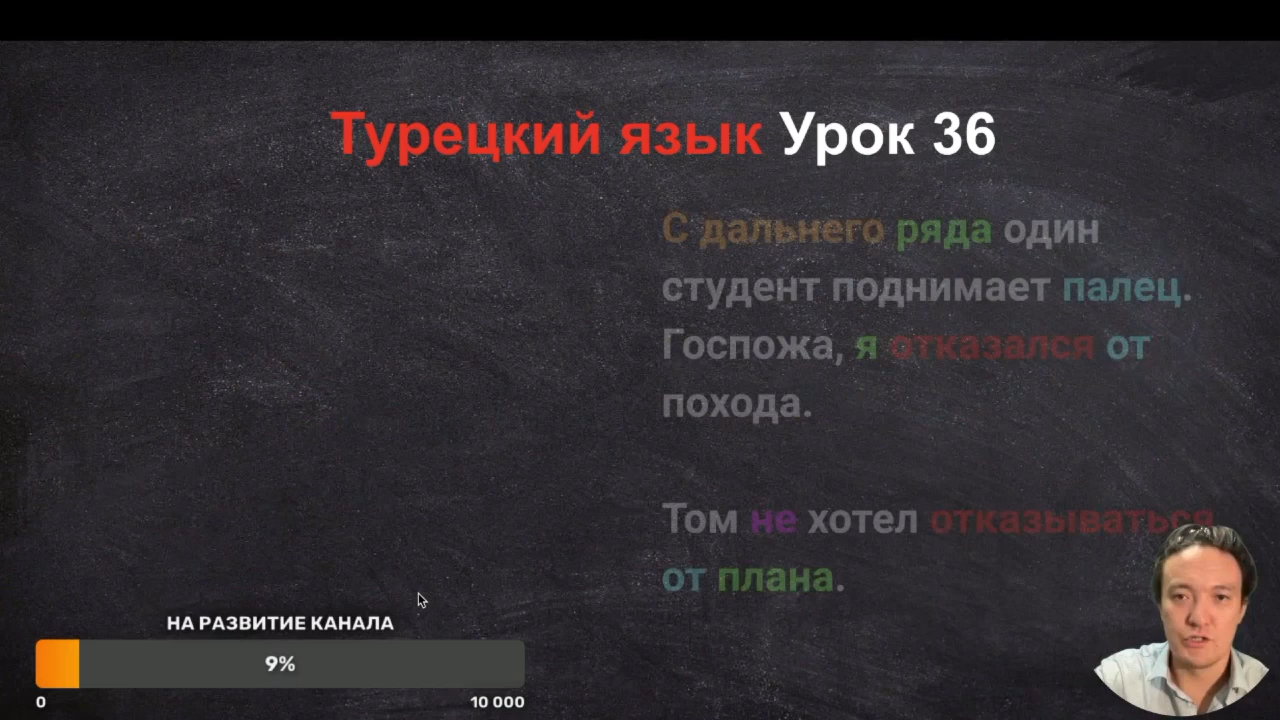 Турецкий язык Урок 36
С дальнего ряда один
студент поднимает палец.
Госпожа, я отказался от
похода.
Том не хотел отказываться
от плана.
НА РАЗВИТИЕ КАНАЛА
9%
0 10 000